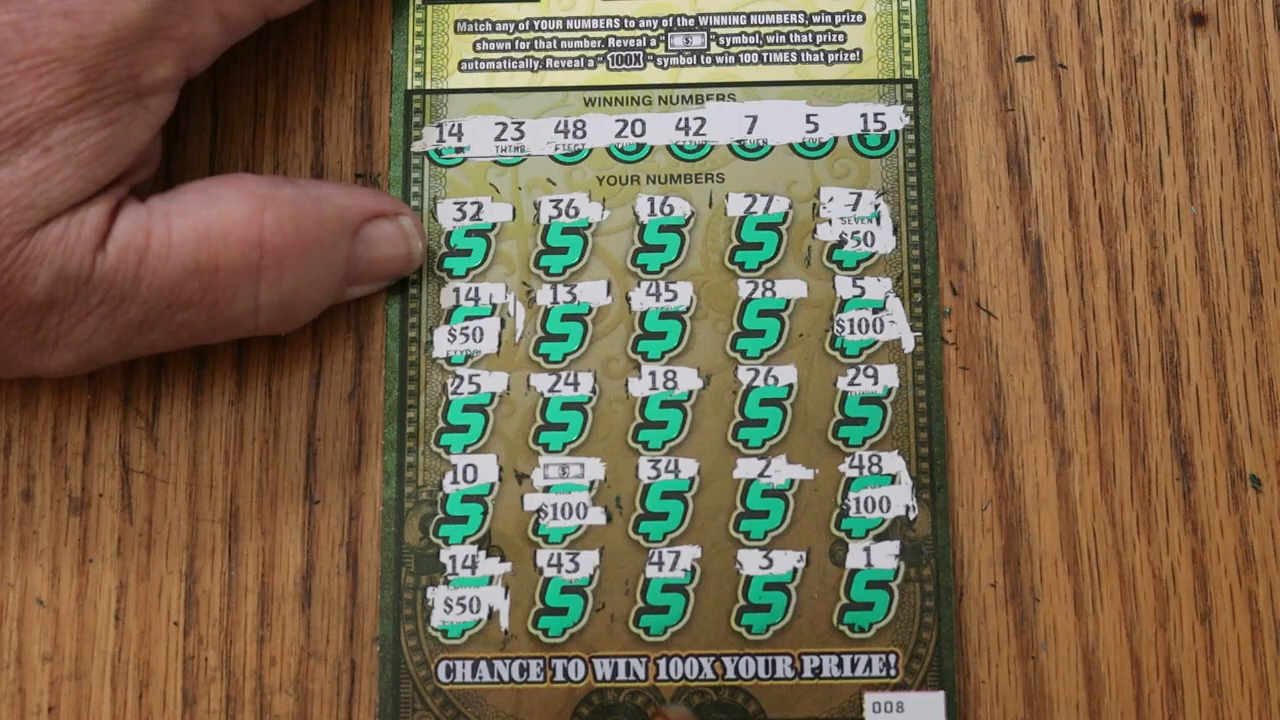 Match any of YOUR NUMBERS to any of the WINNING NUMBERS, win prize
shown for that number. Reveal a " $ " symbol, win that prize
automatically. Reveal a " 100X " symbol to win 100 TIMES that prize!
WINNING NUMBERS
14 23 48 20 42 7 5 15
YOUR NUMBERS
32 36 16 27 7
SEVEN
$50
14 13 45 28 5
$50 $100
25 24 18 26 29
10 $ 34 2 48
$100 $100
14 43 47 3 1
$50
CHANCE TO WIN 100X YOUR PRIZE!
008